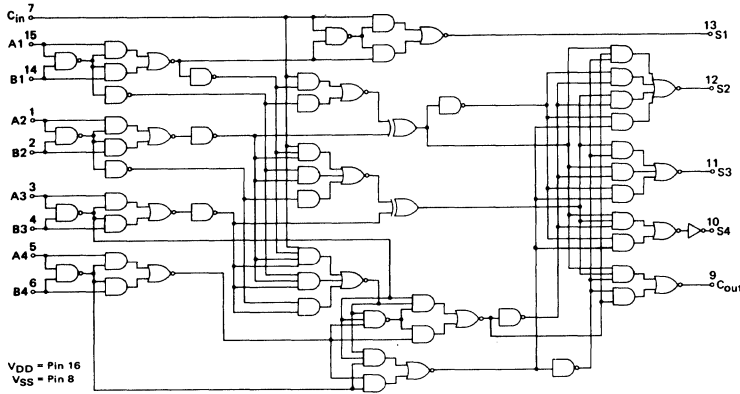 Cin 7
A1 15
B1 14
A2 1
B2 2
A3 3
B3 4
A4 5
B4 6
13 S1
12 S2
11 S3
10 S4
9 Cout
VDD = Pin 16
VSS = Pin 8